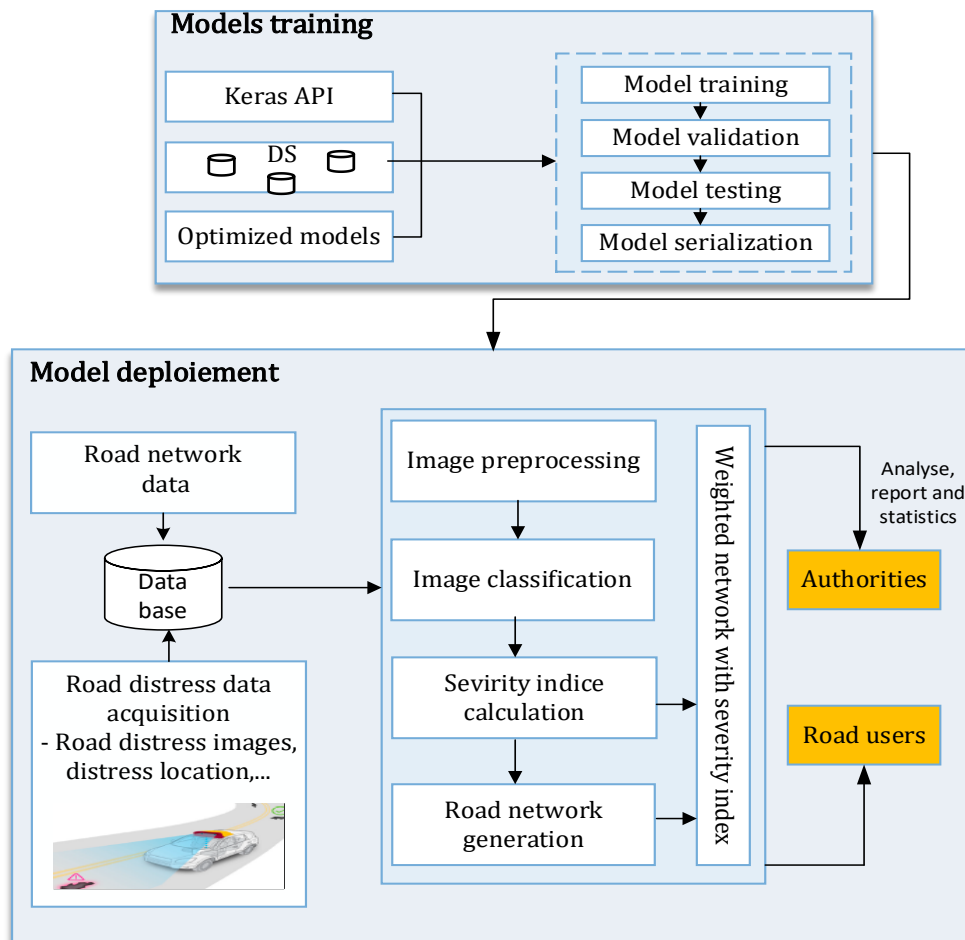 Models training
Keras API
DS
Optimized models
Model training
Model validation
Model testing
Model serialization
Model deploiement
Road network
data
Data
base
Road distress data
acquisition
- Road distress images,
distress location,...
Image preprocessing
Image classification
Sevirity indice
calculation
Road network
generation
Weighted network with severity index
Analyse,
report and
statistics
Authorities
Road users